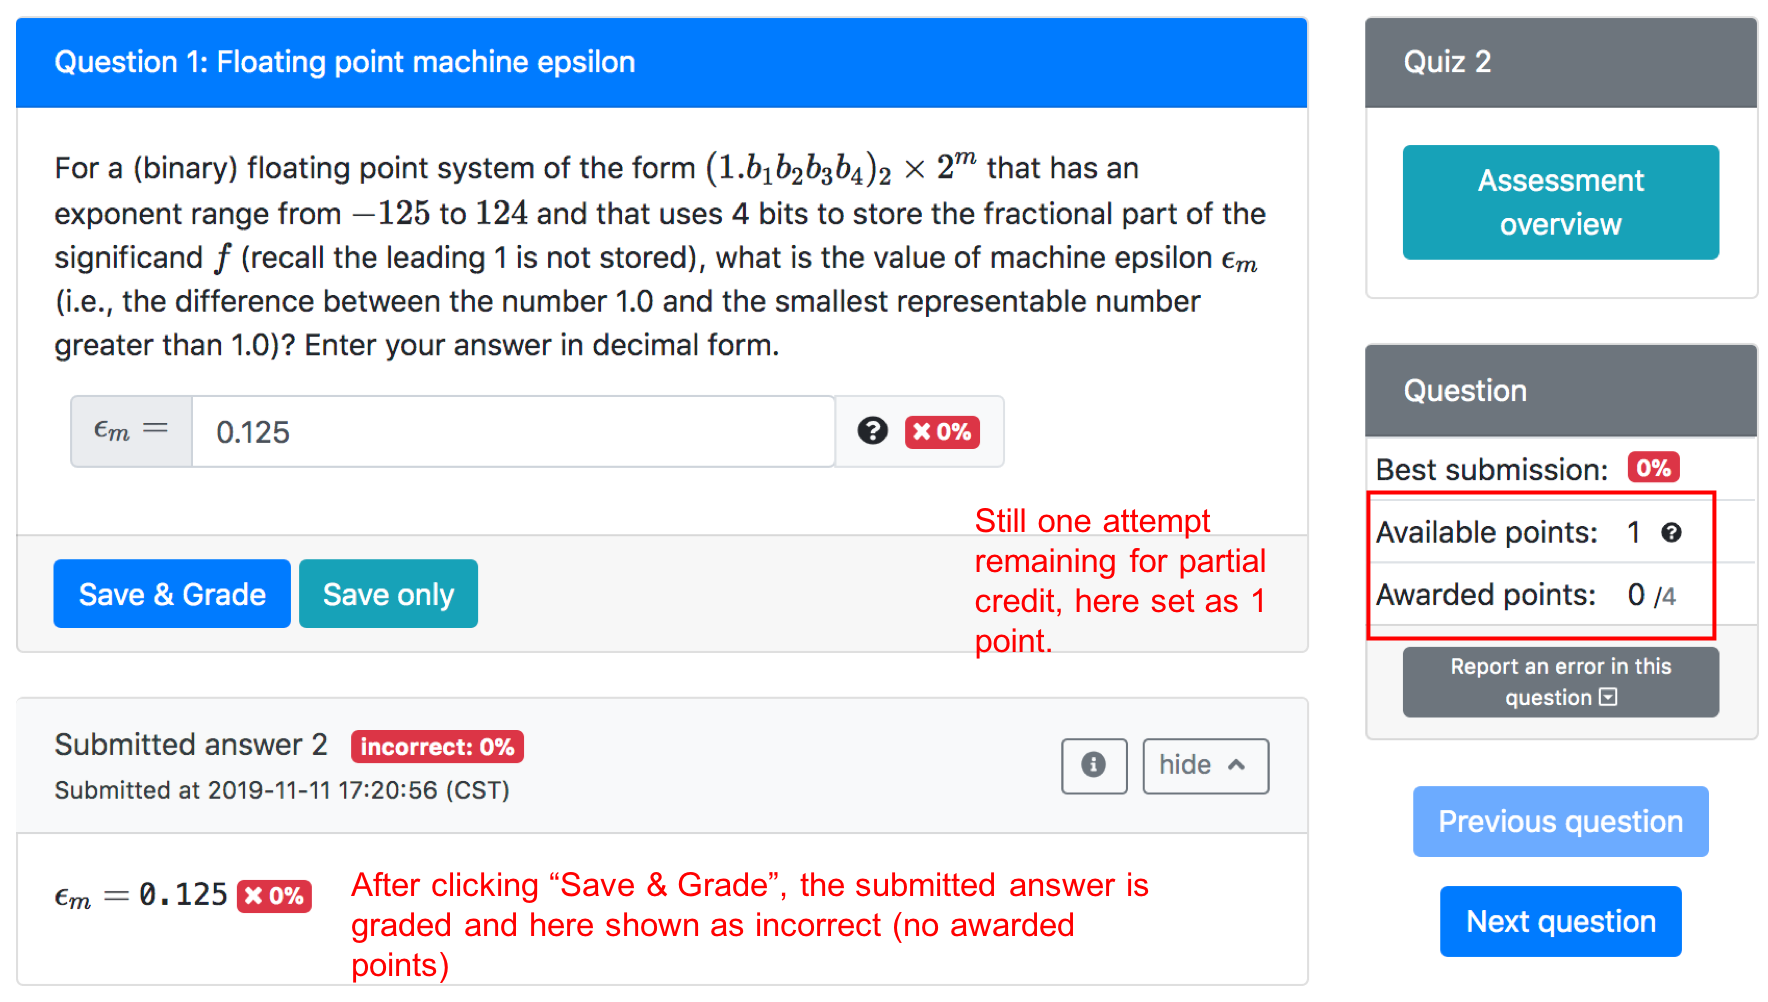 Question 1: Floating point machine epsilon
For a (binary) floating point system of the form (1.b₁b₂b₃b₄)₂ × 2ᵐ that has an
exponent range from −125 to 124 and that uses 4 bits to store the fractional part of the
significand f (recall the leading 1 is not stored), what is the value of machine epsilon ϵₘ
(i.e., the difference between the number 1.0 and the smallest representable number
greater than 1.0)? Enter your answer in decimal form.
ϵₘ = 0.125 ? ✖ 0%
Still one attempt
remaining for partial
credit, here set as 1
point.
Save & Grade Save only
Submitted answer 2 incorrect: 0%
Submitted at 2019-11-11 17:20:56 (CST)
i hide
ϵₘ = 0.125 ✖ 0%
After clicking “Save & Grade”, the submitted answer is
graded and here shown as incorrect (no awarded
points)
Quiz 2
Assessment
overview
Question
Best submission: 0%
Available points: 1 ?
Awarded points: 0 /4
Report an error in this
question
Previous question
Next question